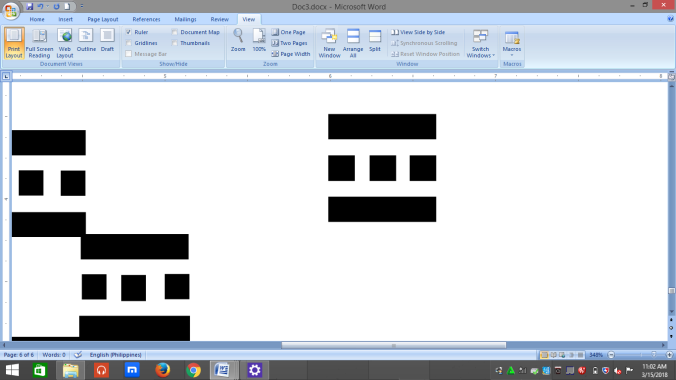 Doc3.docx - Microsoft Word
Home Insert Page Layout References Mailings Review View
Print Layout Full Screen Reading Web Layout Outline Draft
Ruler Document Map
Gridlines Thumbnails
Message Bar
Zoom 100%
One Page
Two Pages
Page Width
New Window Arrange All Split
View Side by Side
Synchronous Scrolling
Reset Window Position
Switch Windows Macros
Document Views Show/Hide Zoom Window Macros
Page: 6 of 6 Words: 0 English (Philippines) 348%
11:02 AM
3/15/2018